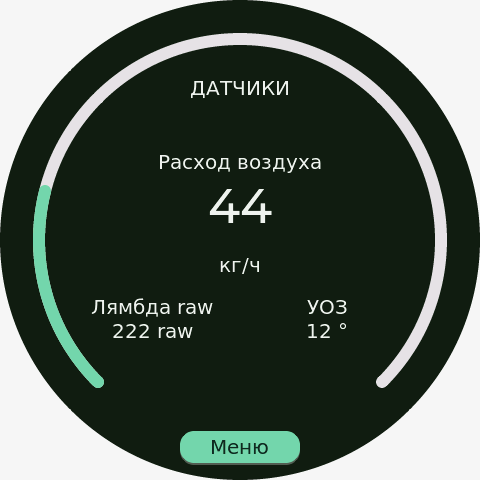 ДАТЧИКИ
Расход воздуха
44
кг/ч
Лямбда raw
222 raw
УОЗ
12 °
Меню